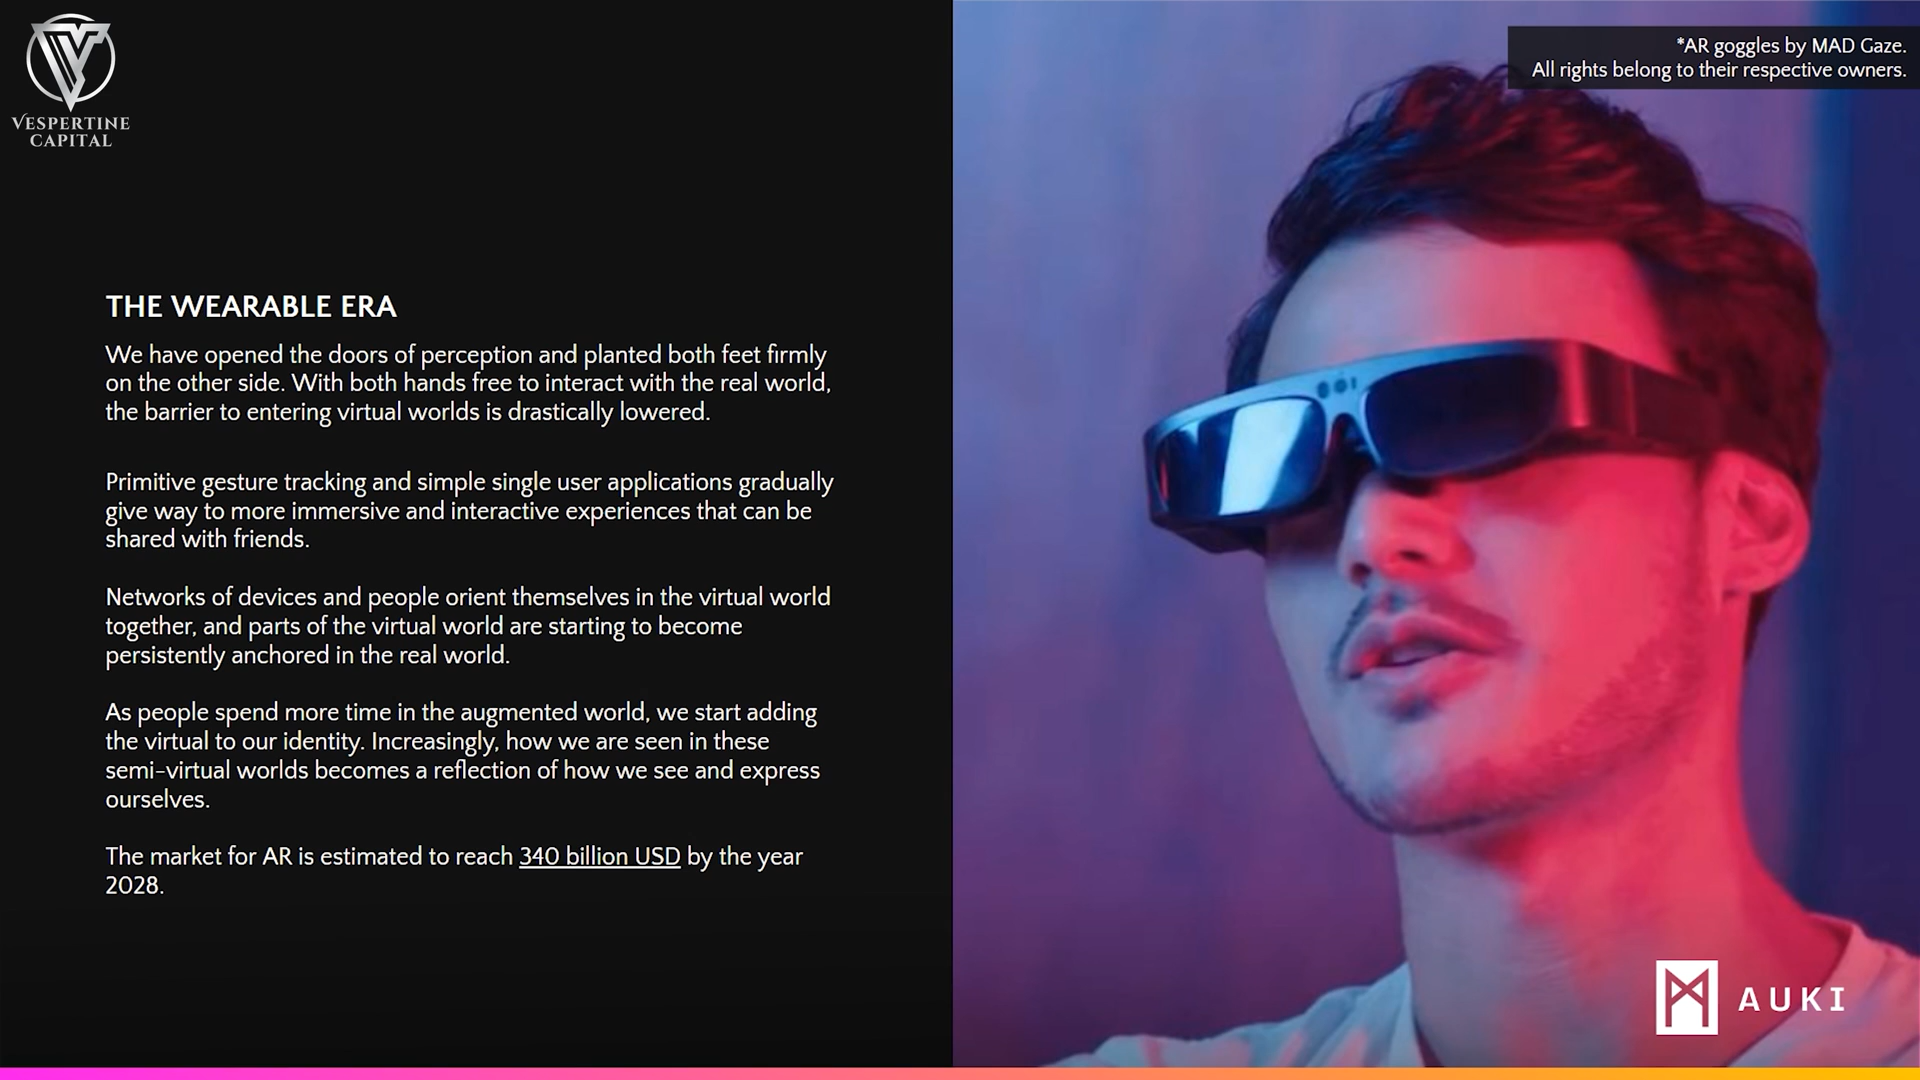 VESPERTINE
CAPITAL
*AR goggles by MAD Gaze.
All rights belong to their respective owners.
THE WEARABLE ERA
We have opened the doors of perception and planted both feet firmly
on the other side. With both hands free to interact with the real world,
the barrier to entering virtual worlds is drastically lowered.
Primitive gesture tracking and simple single user applications gradually
give way to more immersive and interactive experiences that can be
shared with friends.
Networks of devices and people orient themselves in the virtual world
together, and parts of the virtual world are starting to become
persistently anchored in the real world.
As people spend more time in the augmented world, we start adding
the virtual to our identity. Increasingly, how we are seen in these
semi-virtual worlds becomes a reflection of how we see and express
ourselves.
The market for AR is estimated to reach 340 billion USD by the year
2028.
AUKI